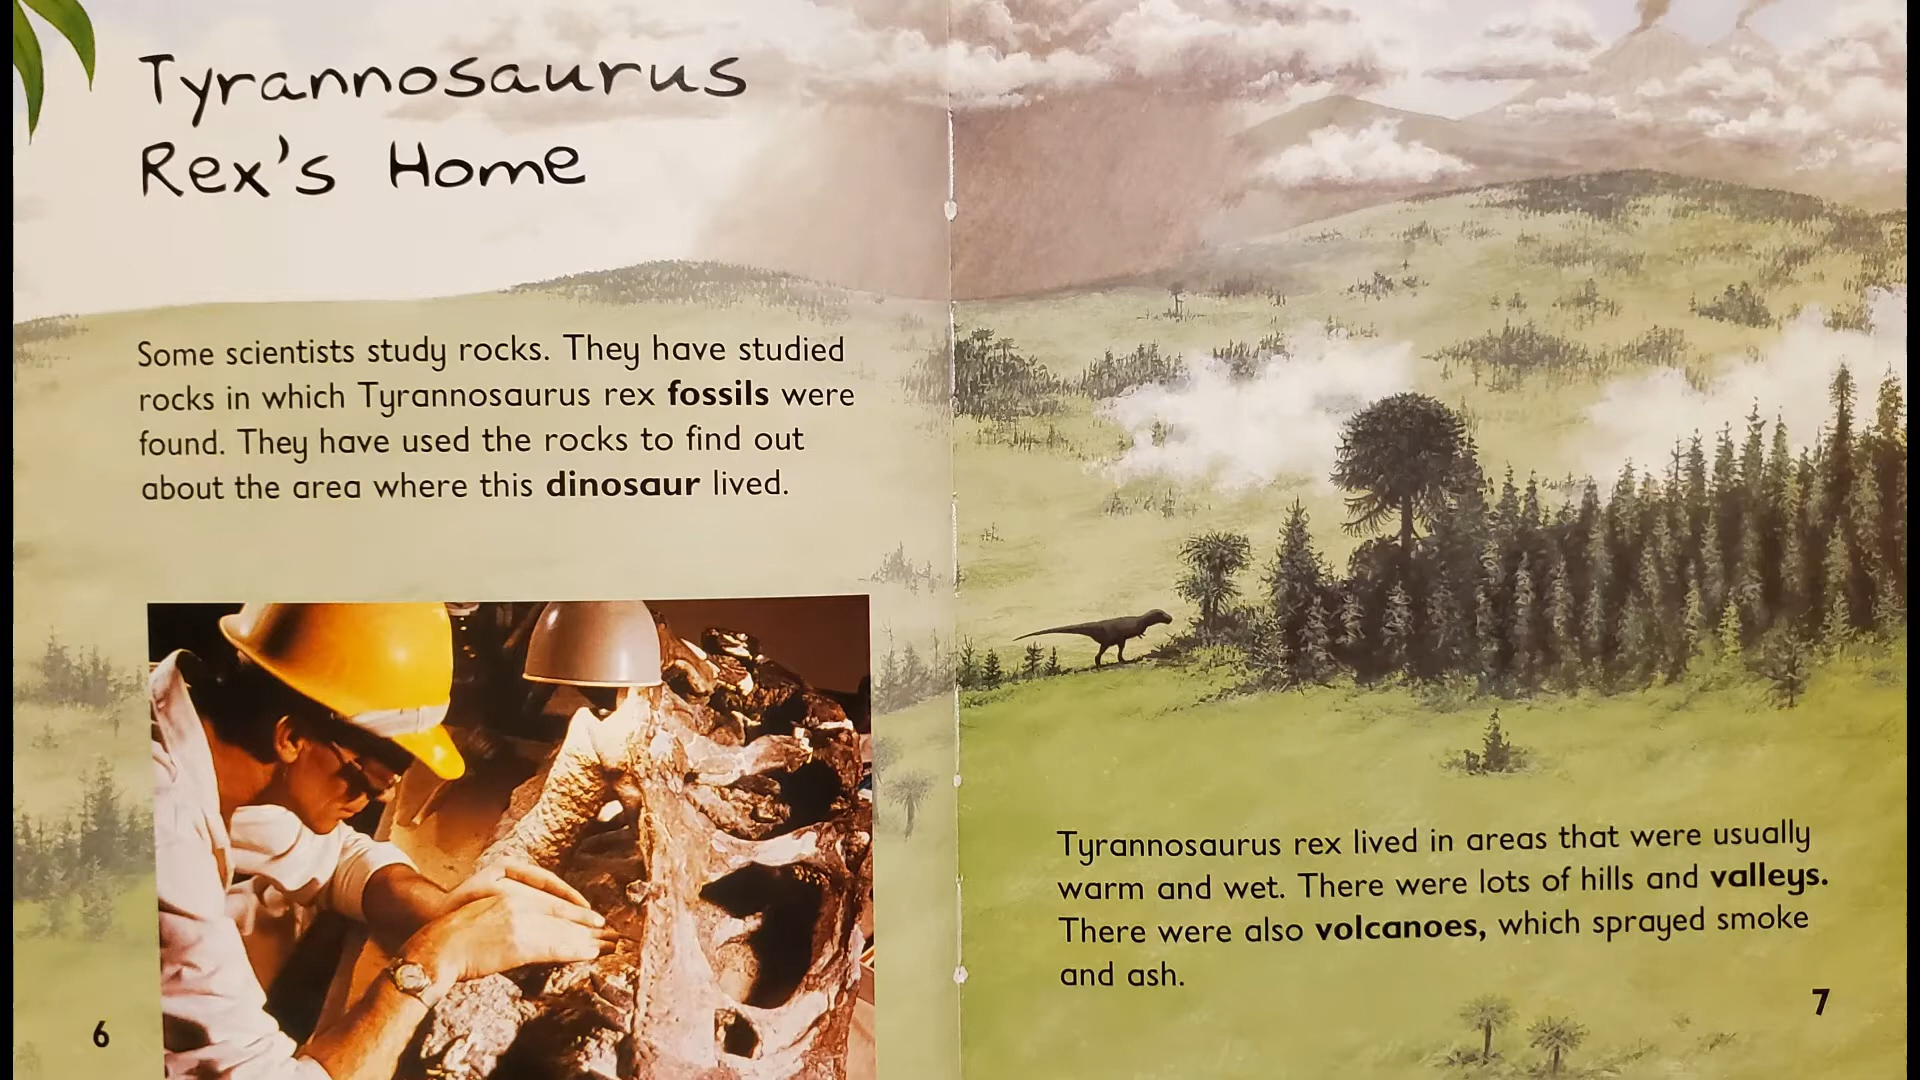 Tyrannosaurus
Rex's Home
Some scientists study rocks. They have studied
rocks in which Tyrannosaurus rex fossils were
found. They have used the rocks to find out
about the area where this dinosaur lived.
6
Tyrannosaurus rex lived in areas that were usually
warm and wet. There were lots of hills and valleys.
There were also volcanoes, which sprayed smoke
and ash.
7